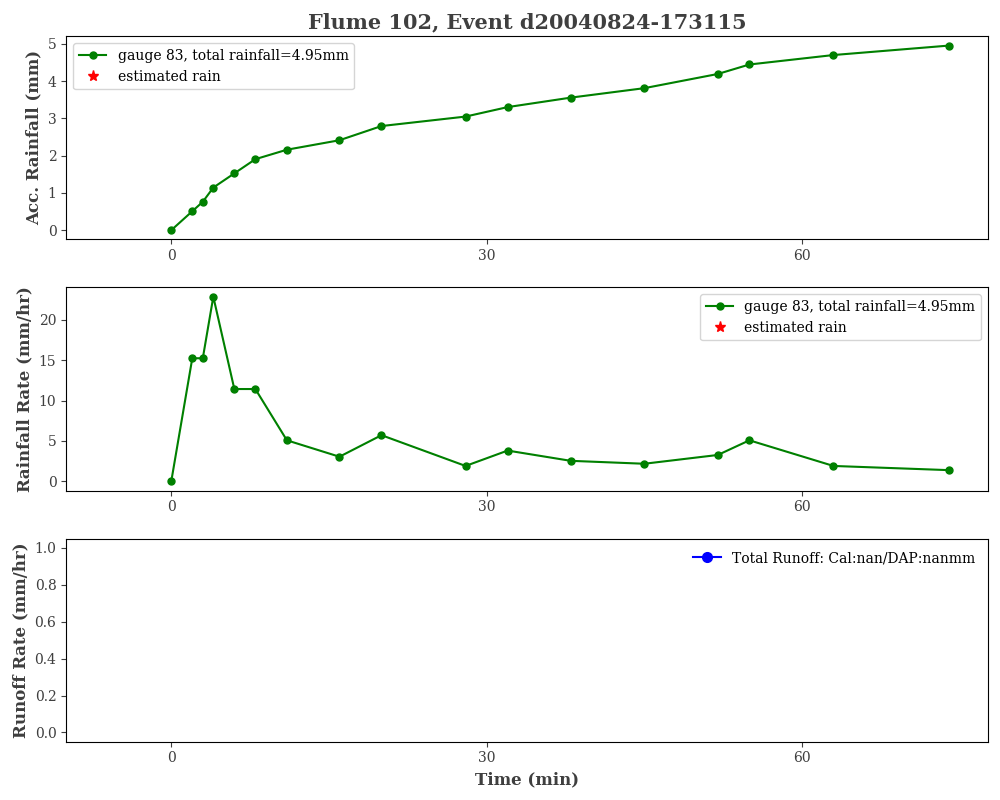 Flume 102, Event d20040824-173115
Acc. Rainfall (mm)
5
4
3
2
1
0
gauge 83, total rainfall=4.95mm
estimated rain
0 30 60
Rainfall Rate (mm/hr)
20
15
10
5
0
gauge 83, total rainfall=4.95mm
estimated rain
0 30 60
Runoff Rate (mm/hr)
1.0
0.8
0.6
0.4
0.2
0.0
Total Runoff: Cal:nan/DAP:nanmm
0 30 60
Time (min)